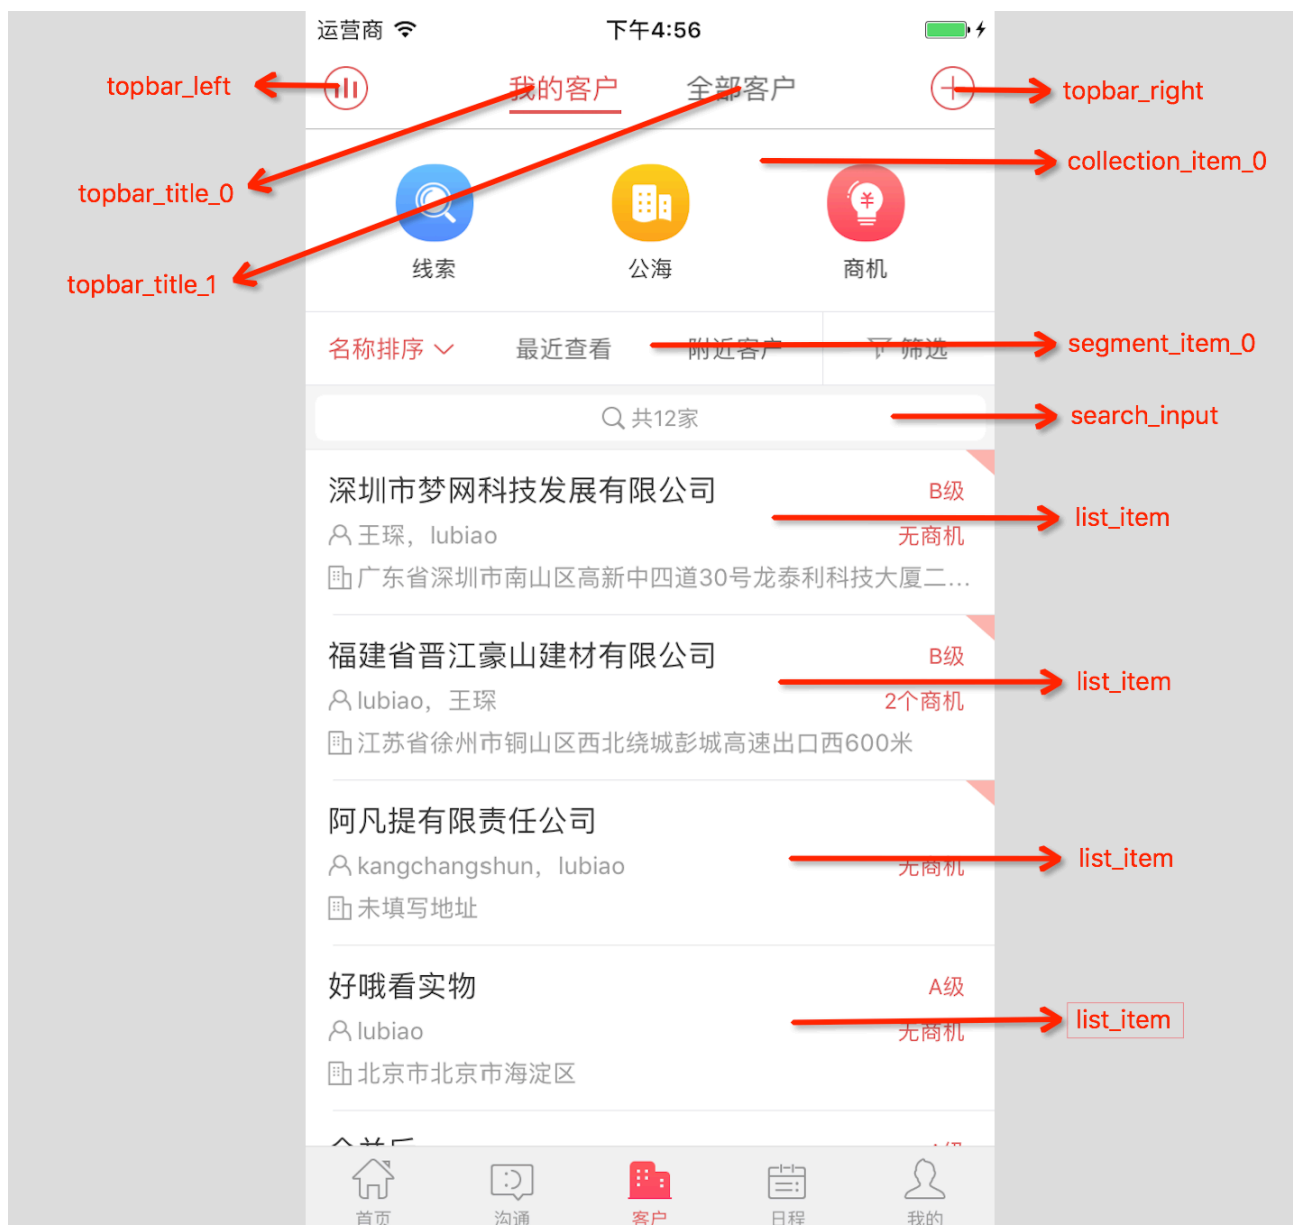 运营商 下午4:56
topbar_left 我的客户 全部客户 topbar_right
collection_item_0
topbar_title_0
topbar_title_1
线索 公海 商机
名称排序 最近查看 附近客户 筛选 segment_item_0
共12家 search_input
深圳市梦网科技发展有限公司 B级
list_item
王琛，lubiao 无商机
广东省深圳市南山区高新中四道30号龙泰利科技大厦二...
福建省晋江豪山建材有限公司 B级
list_item
lubiao，王琛 2个商机
江苏省徐州市铜山区西北绕城彭城高速出口西600米
阿凡提有限责任公司
kangchangshun，lubiao 无商机 list_item
未填写地址
好哦看实物 A级
lubiao 无商机 list_item
北京市北京市海淀区
首页 沟通 客户 日程 我的